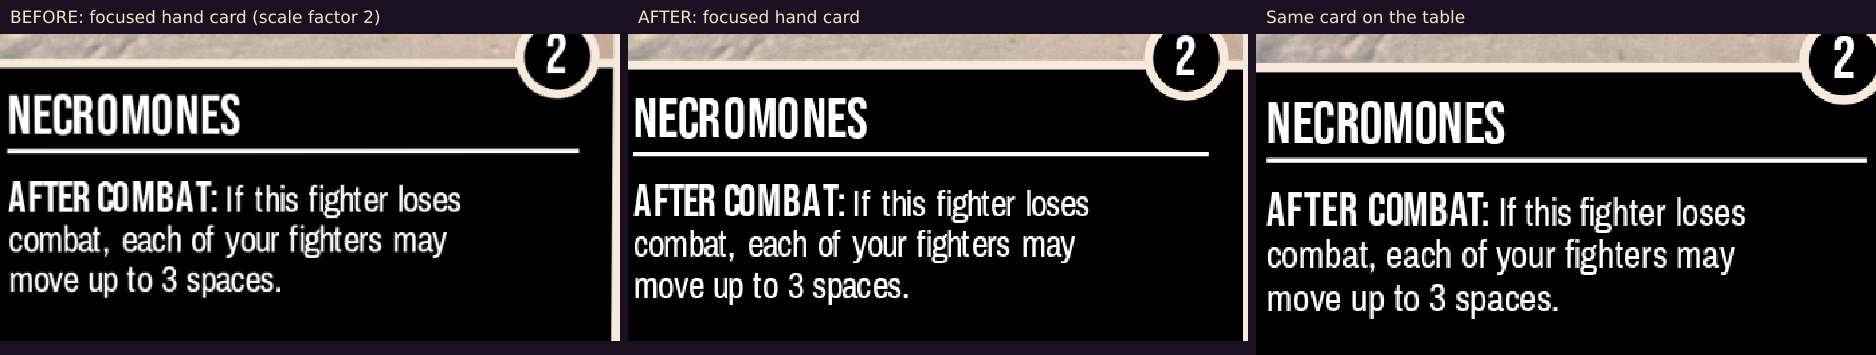 BEFORE: focused hand card (scale factor 2)
2
NECROMONES
AFTER COMBAT: If this fighter loses
combat, each of your fighters may
move up to 3 spaces.
AFTER: focused hand card
2
NECROMONES
AFTER COMBAT: If this fighter loses
combat, each of your fighters may
move up to 3 spaces.
Same card on the table
2
NECROMONES
AFTER COMBAT: If this fighter loses
combat, each of your fighters may
move up to 3 spaces.